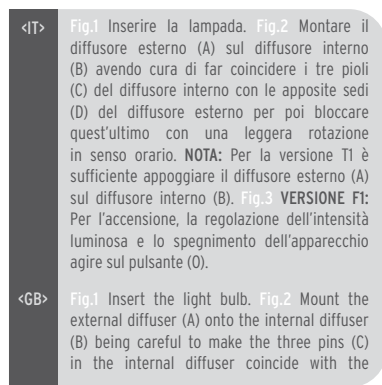 <IT> Fig.1 Inserire la lampada. Fig.2 Montare il
diffusore esterno (A) sul diffusore interno
(B) avendo cura di far coincidere i tre pioli
(C) del diffusore interno con le apposite sedi
(D) del diffusore esterno per poi bloccare
quest'ultimo con una leggera rotazione
in senso orario. NOTA: Per la versione T1 è
sufficiente appoggiare il diffusore esterno (A)
sul diffusore interno (B). Fig.3 VERSIONE F1:
Per l'accensione, la regolazione dell'intensità
luminosa e lo spegnimento dell'apparecchio
agire sul pulsante (O).
<GB> Fig.1 Insert the light bulb. Fig.2 Mount the
external diffuser (A) onto the internal diffuser
(B) being careful to make the three pins (C)
in the internal diffuser coincide with the